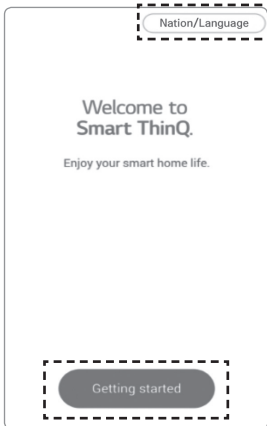 Nation/Language
Welcome to
Smart ThinQ.
Enjoy your smart home life.
Getting started